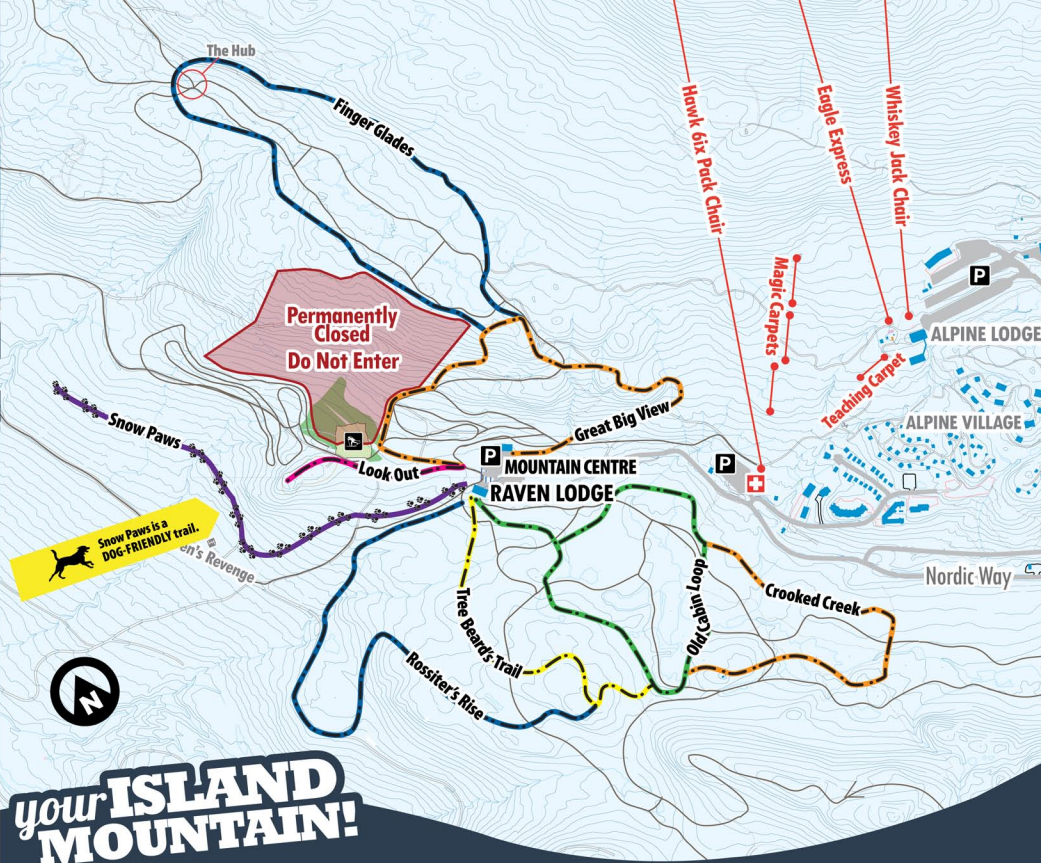 The Hub
Finger Glades
Hawk 6ix Pack Chair
Eagle Express
Whiskey Jack Chair
Magic Carpets
P
ALPINE LODGE
Teaching Carpet
Permanently
Closed
Do Not Enter
ALPINE VILLAGE
Snow Paws
Great Big View
Look Out
P
MOUNTAIN CENTRE
RAVEN LODGE
P
Snow Paws is a
DOG-FRIENDLY trail.
en's Revenge
Nordic Way
Tree Beard's Trail
Old Cabin Loop
Crooked Creek
Rossiter's Rise
N
your ISLAND
MOUNTAIN!